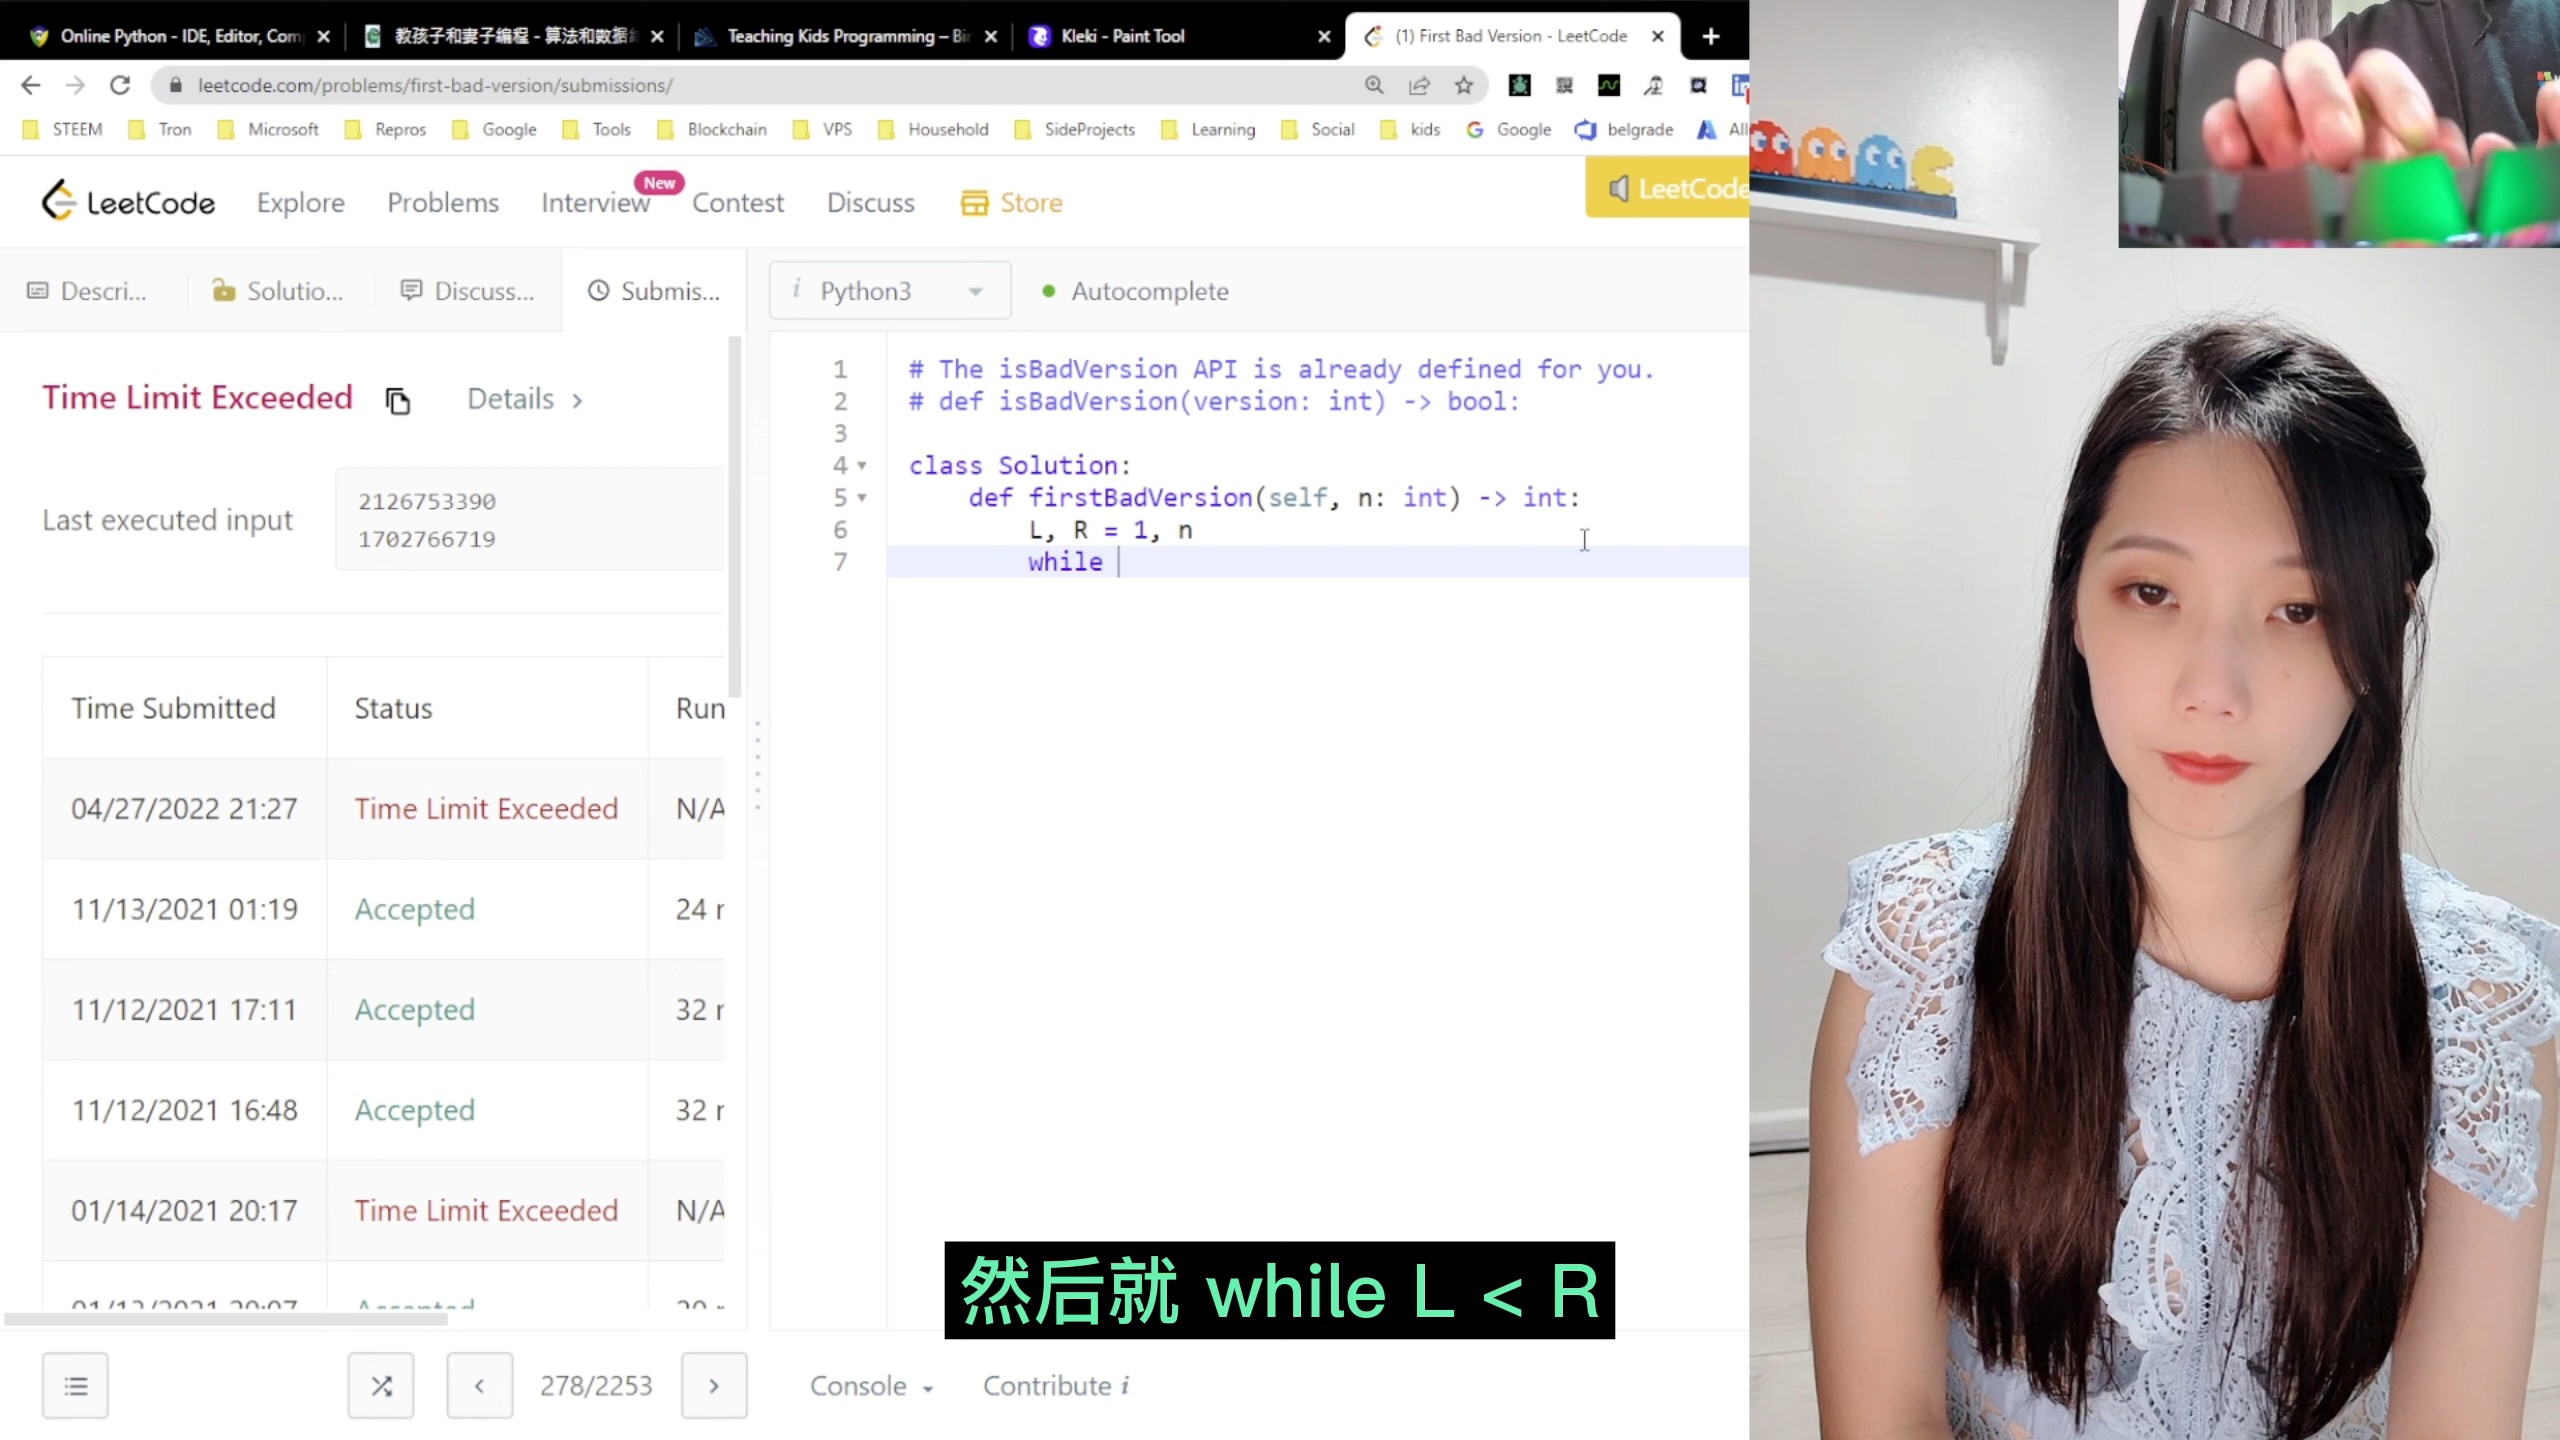 Online Python - IDE, Editor, Com
教孩子和妻子编程 - 算法和数据
Teaching Kids Programming – Bin
Kleki - Paint Tool
(1) First Bad Version - LeetCode
leetcode.com/problems/first-bad-version/submissions/
STEEM Tron Microsoft Repros Google Tools Blockchain VPS Household SideProjects Learning Social kids Google belgrade All
LeetCode Explore Problems Interview New Contest Discuss Store LeetCode
Descri... Solutio... Discuss... Submis... Python3 Autocomplete
Time Limit Exceeded Details >
Last executed input
2126753390
1702766719
Time Submitted Status Run
04/27/2022 21:27 Time Limit Exceeded N/A
11/13/2021 01:19 Accepted 24
11/12/2021 17:11 Accepted 32
11/12/2021 16:48 Accepted 32
01/14/2021 20:17 Time Limit Exceeded N/A
1 # The isBadVersion API is already defined for you.
2 # def isBadVersion(version: int) -> bool:
3
4 class Solution:
5 def firstBadVersion(self, n: int) -> int:
6 L, R = 1, n
7 while
然后就 while L < R
278/2253 Console Contribute i